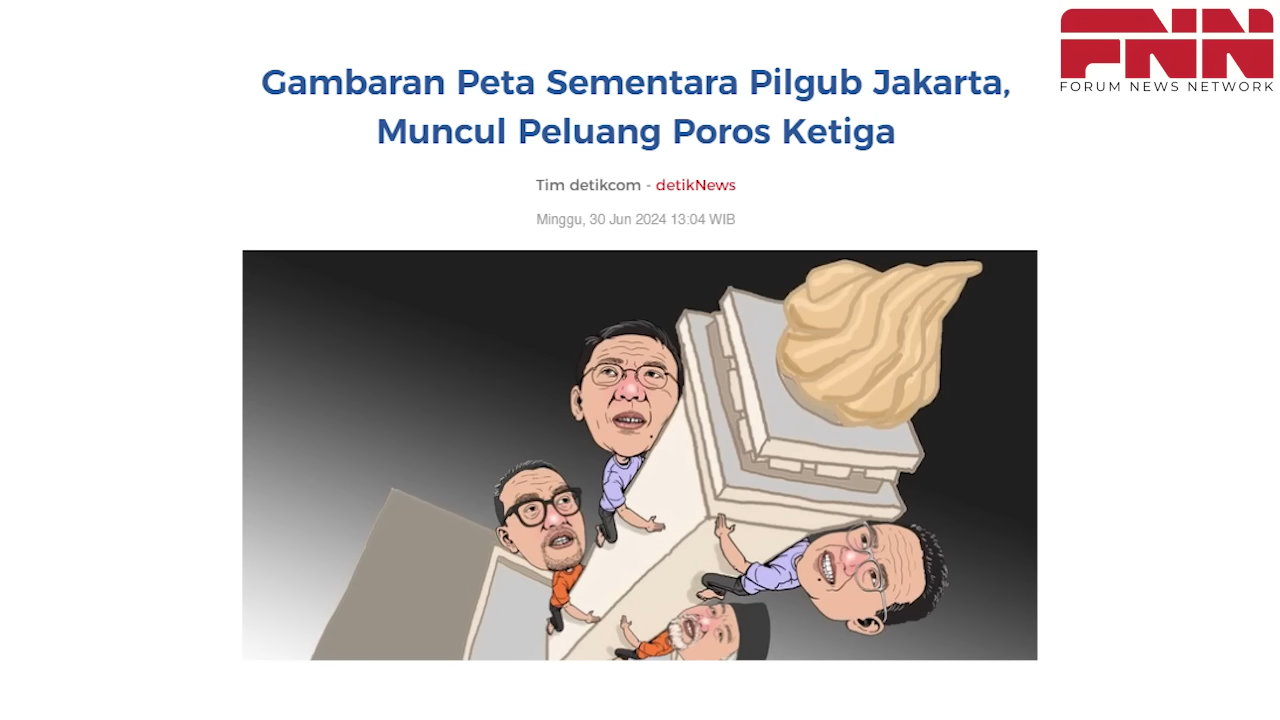 FNN
FORUM NEWS NETWORK
Gambaran Peta Sementara Pilgub Jakarta,
Muncul Peluang Poros Ketiga
Tim detikcom - detikNews
Minggu, 30 Jun 2024 13:04 WIB